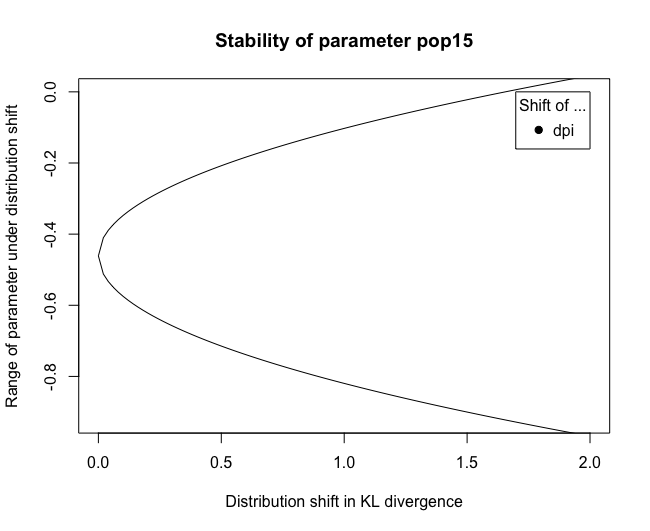 Stability of parameter pop15
Range of parameter under distribution shift
0.0
-0.2
-0.4
-0.6
-0.8
Shift of ...
dpi
0.0 0.5 1.0 1.5 2.0
Distribution shift in KL divergence